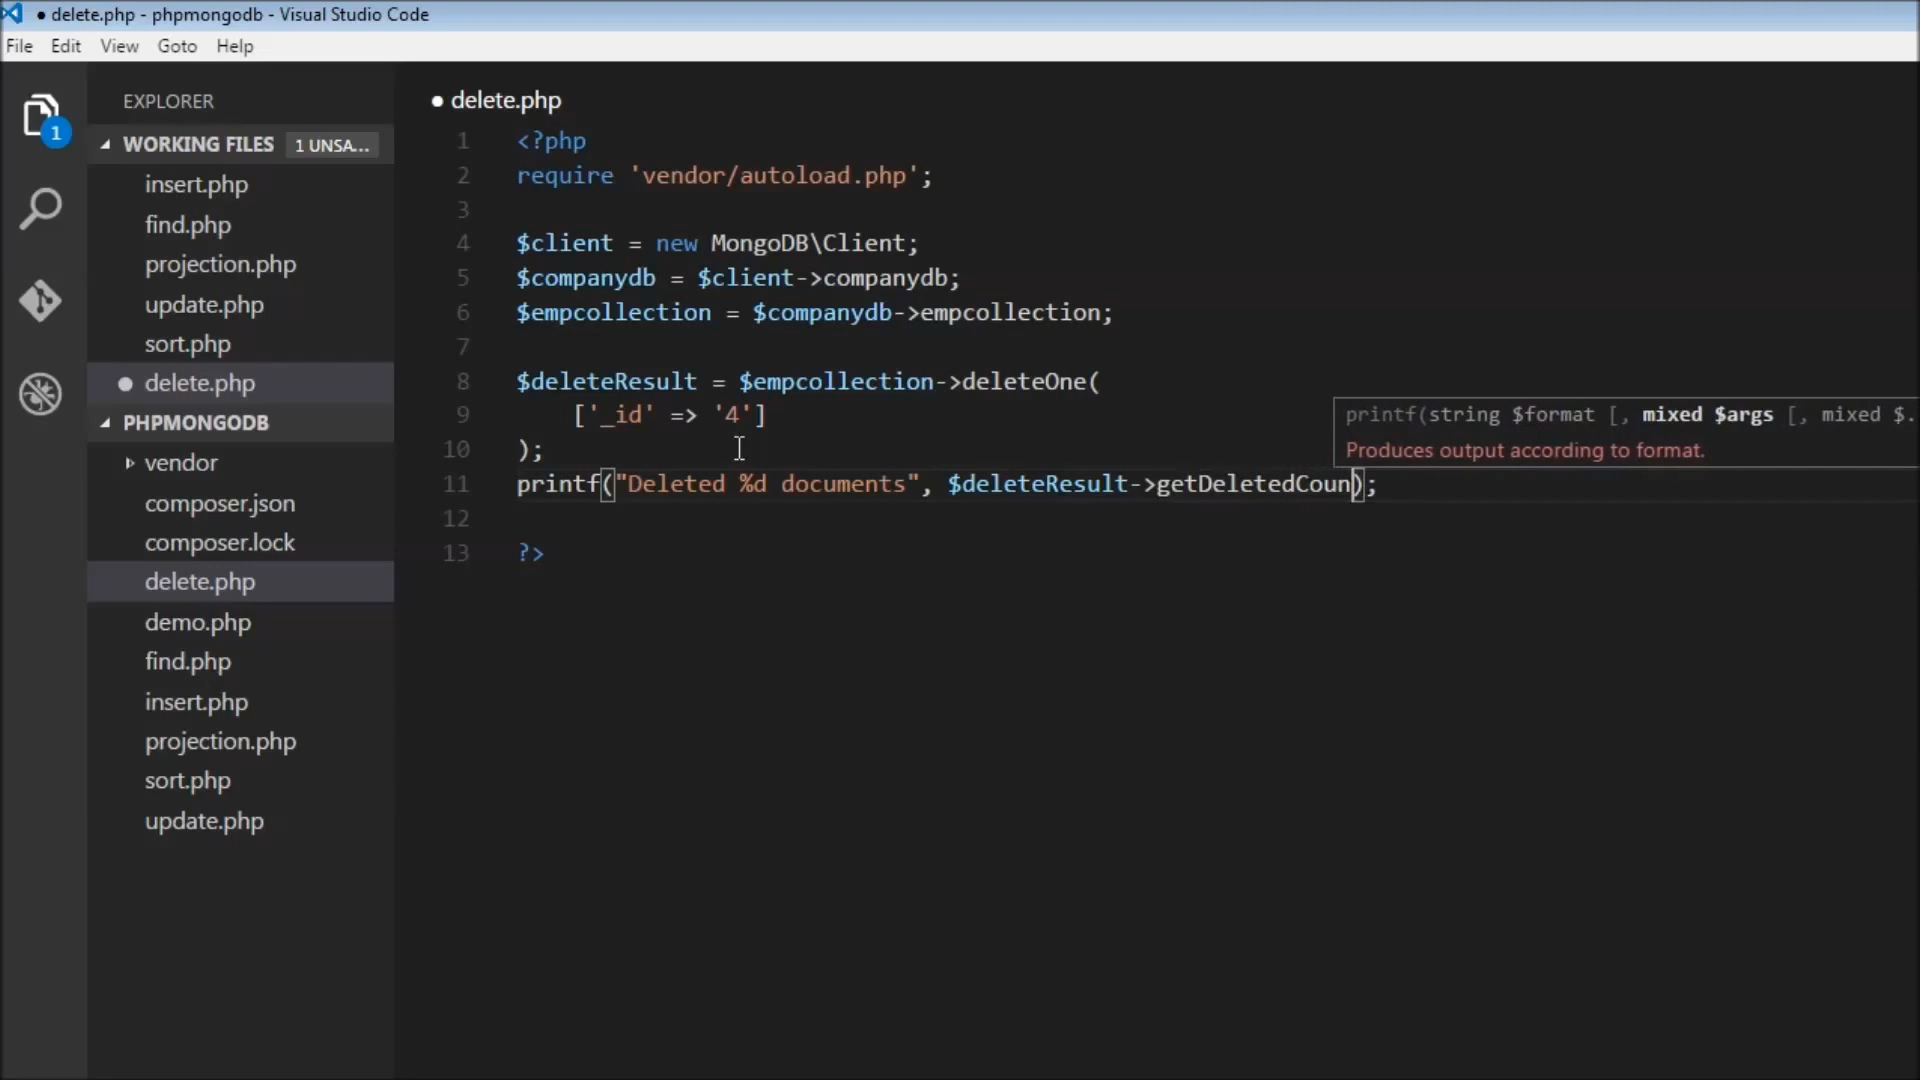 ● delete.php - phpmongodb - Visual Studio Code
File Edit View Goto Help
EXPLORER
WORKING FILES 1 UNSA...
insert.php
find.php
projection.php
update.php
sort.php
delete.php
PHPMONGODB
vendor
composer.json
composer.lock
delete.php
demo.php
find.php
insert.php
projection.php
sort.php
update.php
1
● delete.php
1 <?php
2 require 'vendor/autoload.php';
3
4 $client = new MongoDB\Client;
5 $companydb = $client->companydb;
6 $empcollection = $companydb->empcollection;
7
8 $deleteResult = $empcollection->deleteOne(
9 ['_id' => '4']
10 );
11 printf("Deleted %d documents", $deleteResult->getDeletedCoun);
12
13 ?>
printf(string $format [, mixed $args [, mixed $.
Produces output according to format.